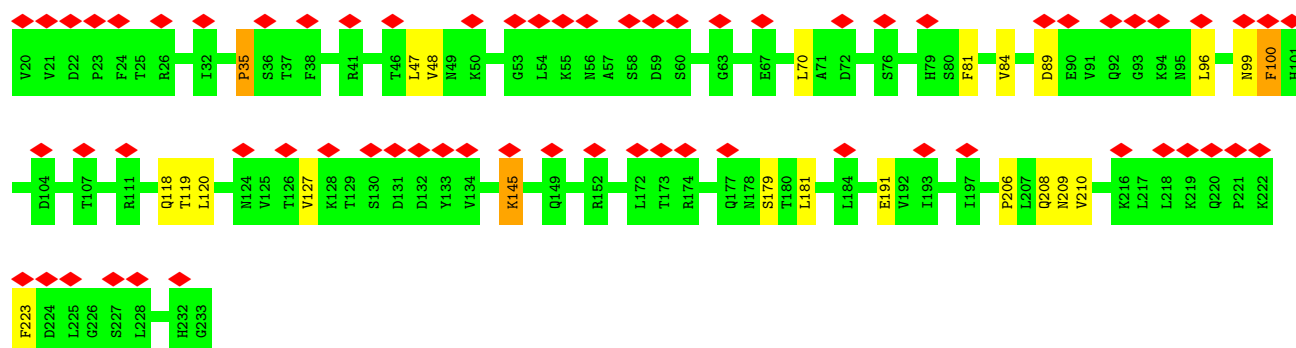 V20 V21 D22 P23 F24 T25 R26 I32 P35 S36 T37 F38 R41 T46 L47 V48 N49 K50 G53 L54 K55 N56 A57 S58 D59 S60 G63 E67 L70 A71 D72 S76 H79 S80 F81 V84 D89 E90 V91 Q92 G93 K94 N95 L96 N99 F100 H101
D104 T107 R111 Q118 T119 L120 N124 V125 T126 V127 K128 T129 S130 D131 D132 Y133 V134 K145 Q149 R152 L172 T173 R174 Q177 N178 S179 T180 L181 L184 E191 V192 I193 I197 P206 L207 Q208 N209 V210 K216 L217 L218 K219 Q220 P221 K222
F223 D224 L225 G226 S227 L228 H232 G233